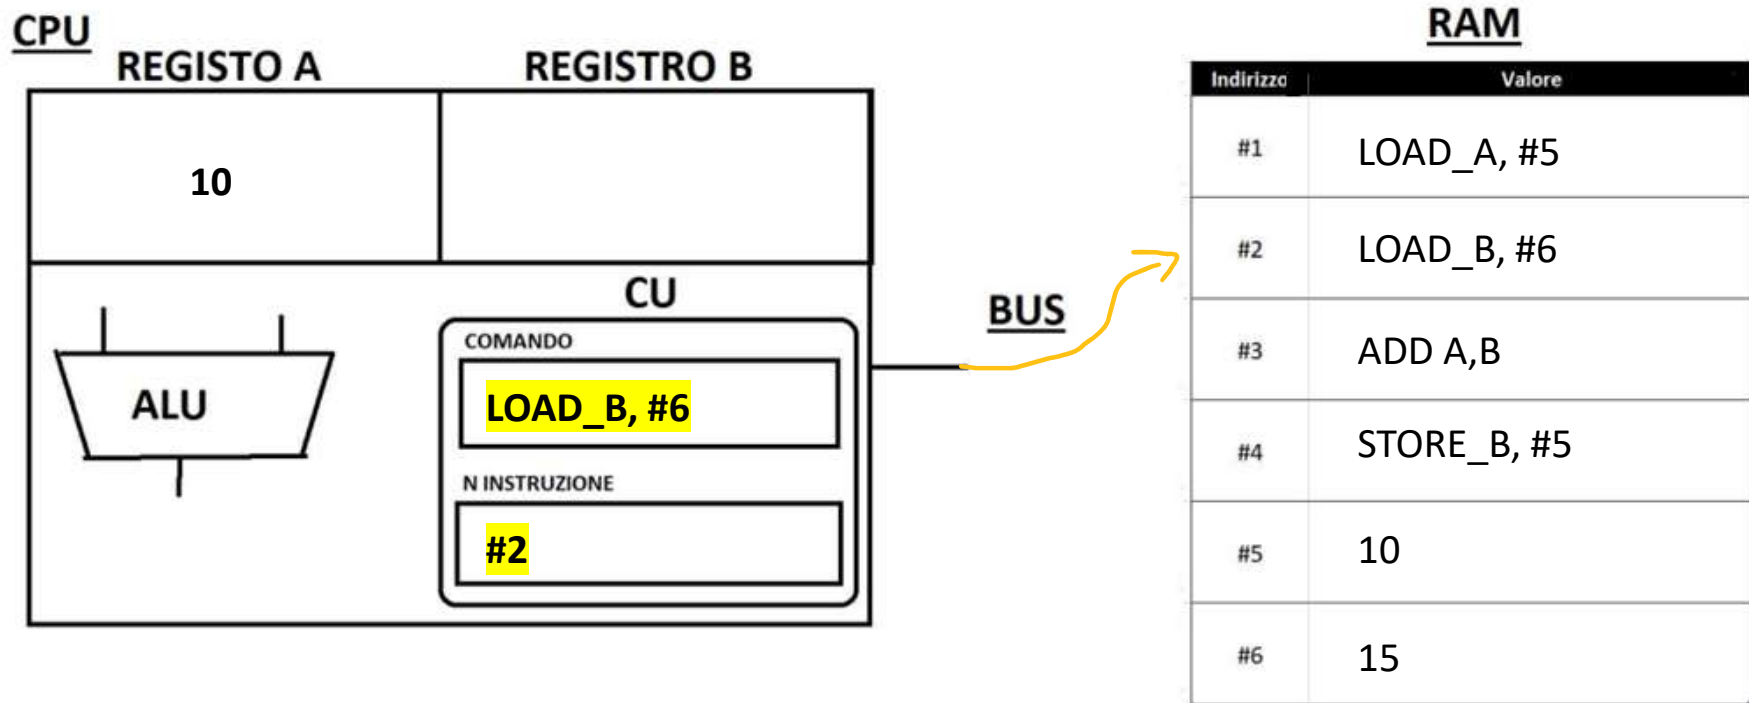 CPU
REGISTO A
REGISTRO B
10
ALU
CU
COMANDO
LOAD_B, #6
N INSTRUZIONE
#2
BUS
RAM
Indirizzo Valore
#1 LOAD_A, #5
#2 LOAD_B, #6
#3 ADD A,B
#4 STORE_B, #5
#5 10
#6 15